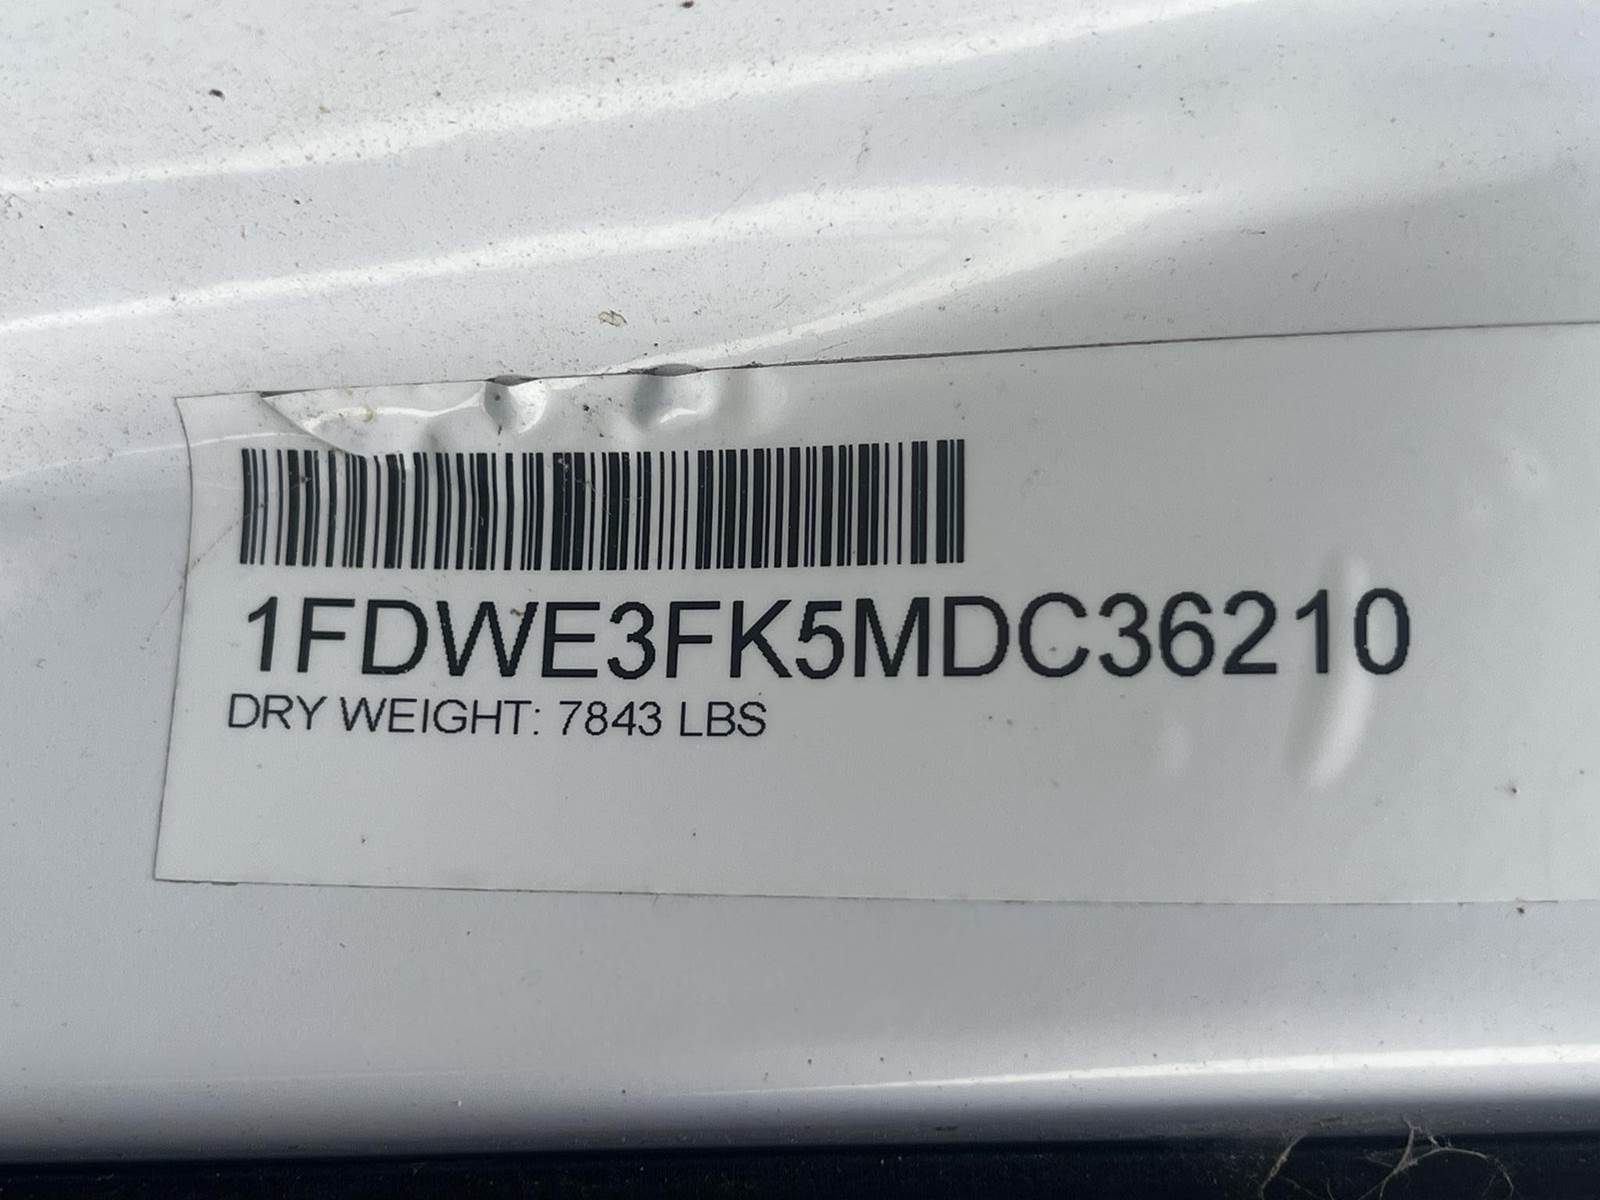 1FDWE3FK5MDC36210
DRY WEIGHT: 7843 LBS